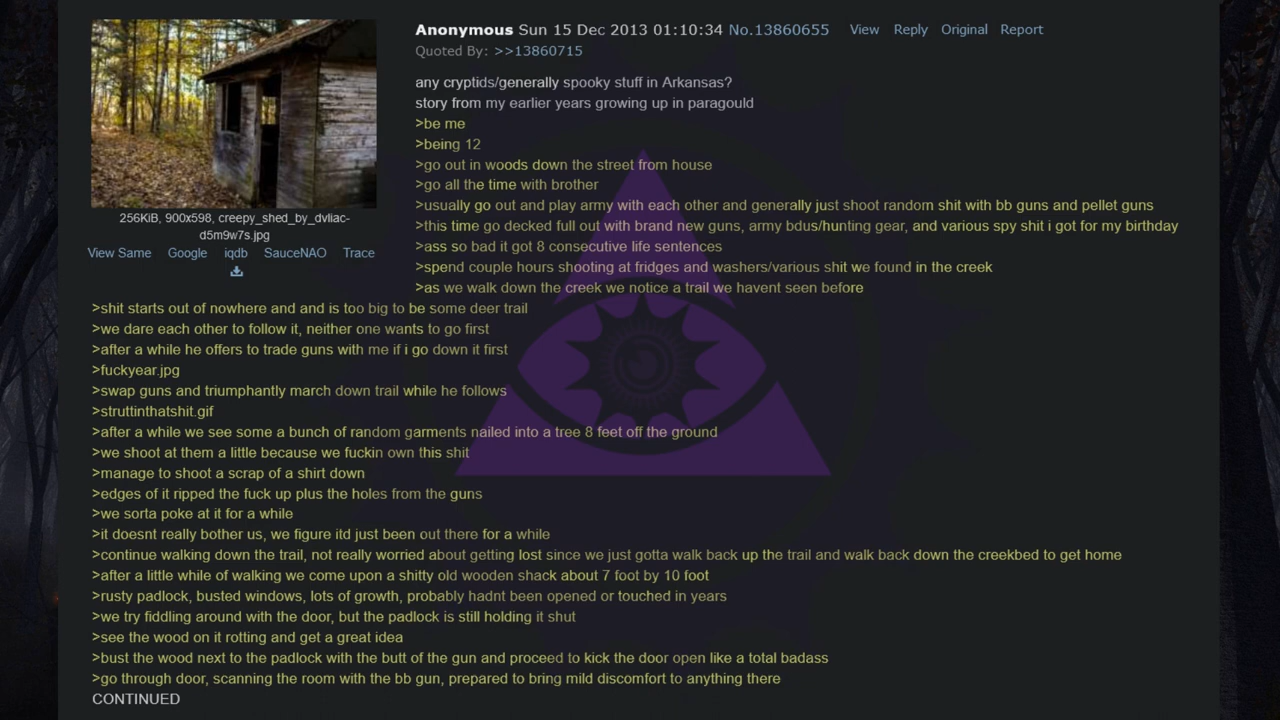 Anonymous Sun 15 Dec 2013 01:10:34 No.13860655 View Reply Original Report
Quoted By: >>13860715
256KiB, 900x598, creepy_shed_by_dvliac-
d5m9w7s.jpg
View Same Google iqdb SauceNAO Trace
any cryptids/generally spooky stuff in Arkansas?
story from my earlier years growing up in paragould
>be me
>being 12
>go out in woods down the street from house
>go all the time with brother
>usually go out and play army with each other and generally just shoot random shit with bb guns and pellet guns
>this time go decked full out with brand new guns, army bdus/hunting gear, and various spy shit i got for my birthday
>ass so bad it got 8 consecutive life sentences
>spend couple hours shooting at fridges and washers/various shit we found in the creek
>as we walk down the creek we notice a trail we havent seen before
>shit starts out of nowhere and and is too big to be some deer trail
>we dare each other to follow it, neither one wants to go first
>after a while he offers to trade guns with me if i go down it first
>fuckyear.jpg
>swap guns and triumphantly march down trail while he follows
>struttinthatshit.gif
>after a while we see some a bunch of random garments nailed into a tree 8 feet off the ground
>we shoot at them a little because we fuckin own this shit
>manage to shoot a scrap of a shirt down
>edges of it ripped the fuck up plus the holes from the guns
>we sorta poke at it for a while
>it doesnt really bother us, we figure itd just been out there for a while
>continue walking down the trail, not really worried about getting lost since we just gotta walk back up the trail and walk back down the creekbed to get home
>after a little while of walking we come upon a shitty old wooden shack about 7 foot by 10 foot
>rusty padlock, busted windows, lots of growth, probably hadnt been opened or touched in years
>we try fiddling around with the door, but the padlock is still holding it shut
>see the wood on it rotting and get a great idea
>bust the wood next to the padlock with the butt of the gun and proceed to kick the door open like a total badass
>go through door, scanning the room with the bb gun, prepared to bring mild discomfort to anything there
CONTINUED